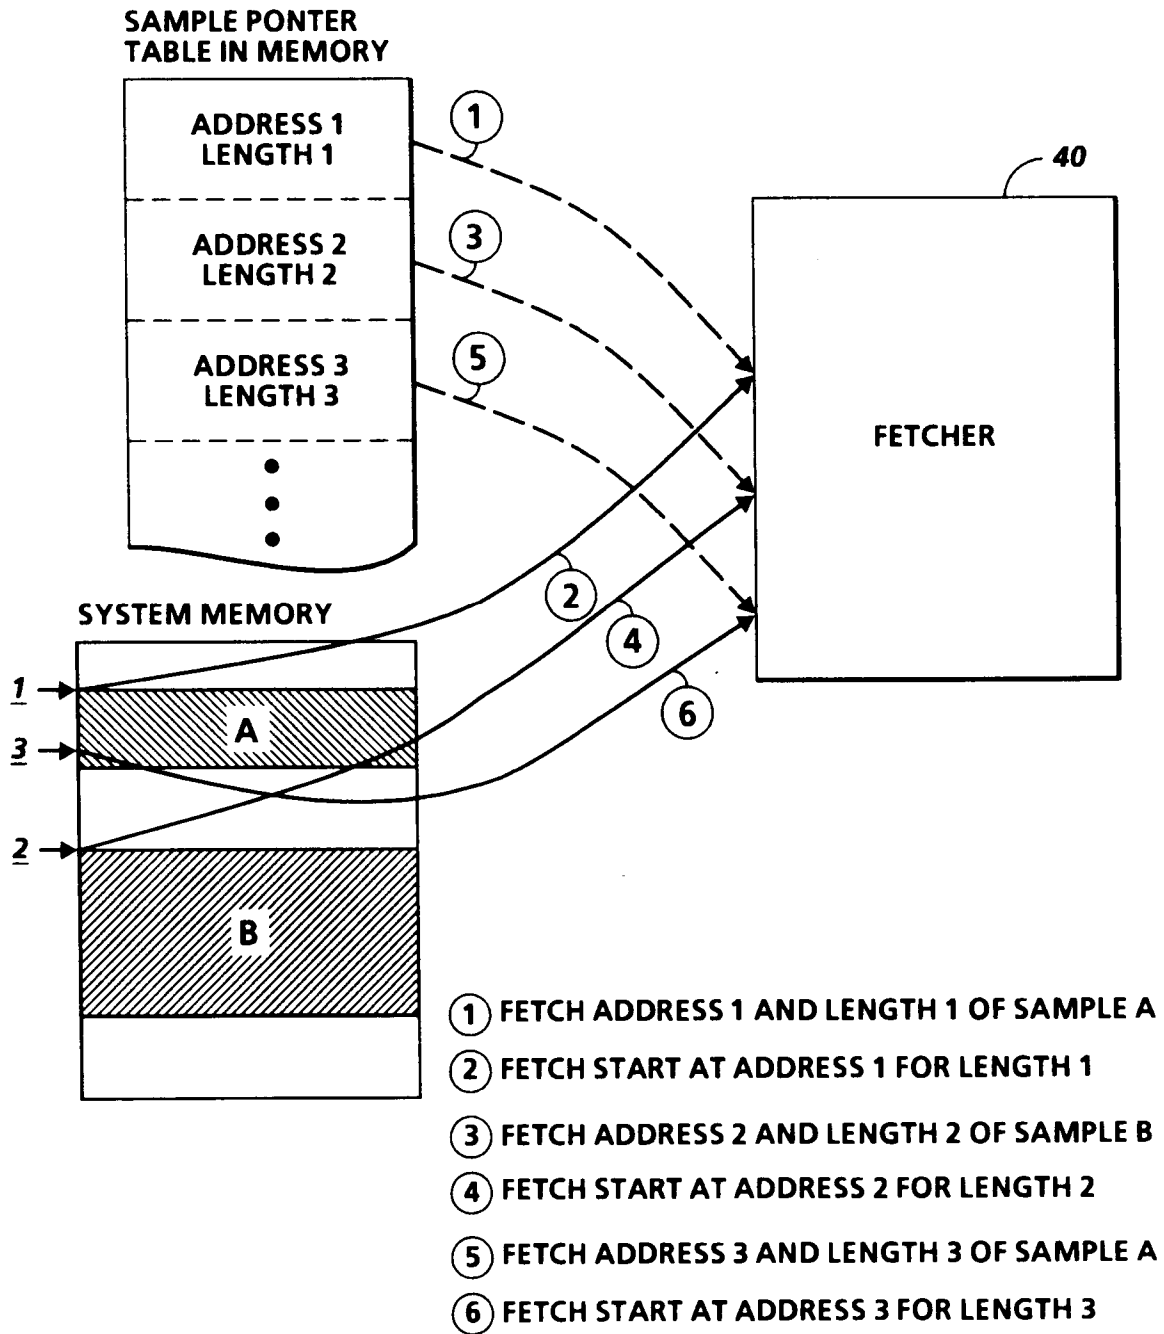 SAMPLE PONTER
TABLE IN MEMORY
ADDRESS 1
LENGTH 1
ADDRESS 2
LENGTH 2
ADDRESS 3
LENGTH 3
1
3
5
40
FETCHER
2
4
6
SYSTEM MEMORY
1
A
3
2
B
1 FETCH ADDRESS 1 AND LENGTH 1 OF SAMPLE A
2 FETCH START AT ADDRESS 1 FOR LENGTH 1
3 FETCH ADDRESS 2 AND LENGTH 2 OF SAMPLE B
4 FETCH START AT ADDRESS 2 FOR LENGTH 2
5 FETCH ADDRESS 3 AND LENGTH 3 OF SAMPLE A
6 FETCH START AT ADDRESS 3 FOR LENGTH 3